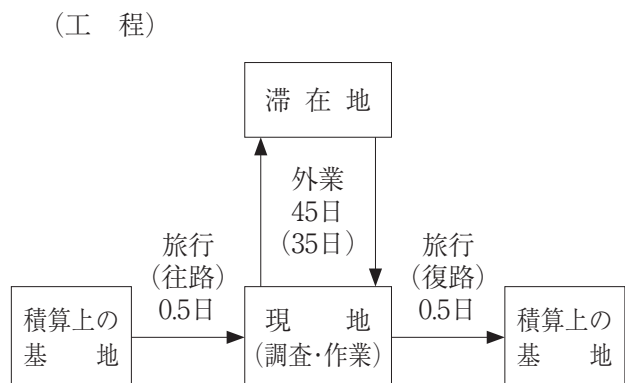 (工　程)
滞 在 地
外業
45日
(35日)
旅行
(往路)
0.5日
旅行
(復路)
0.5日
積算上の
基　　地
現　　地
(調査・作業)
積算上の
基　　地